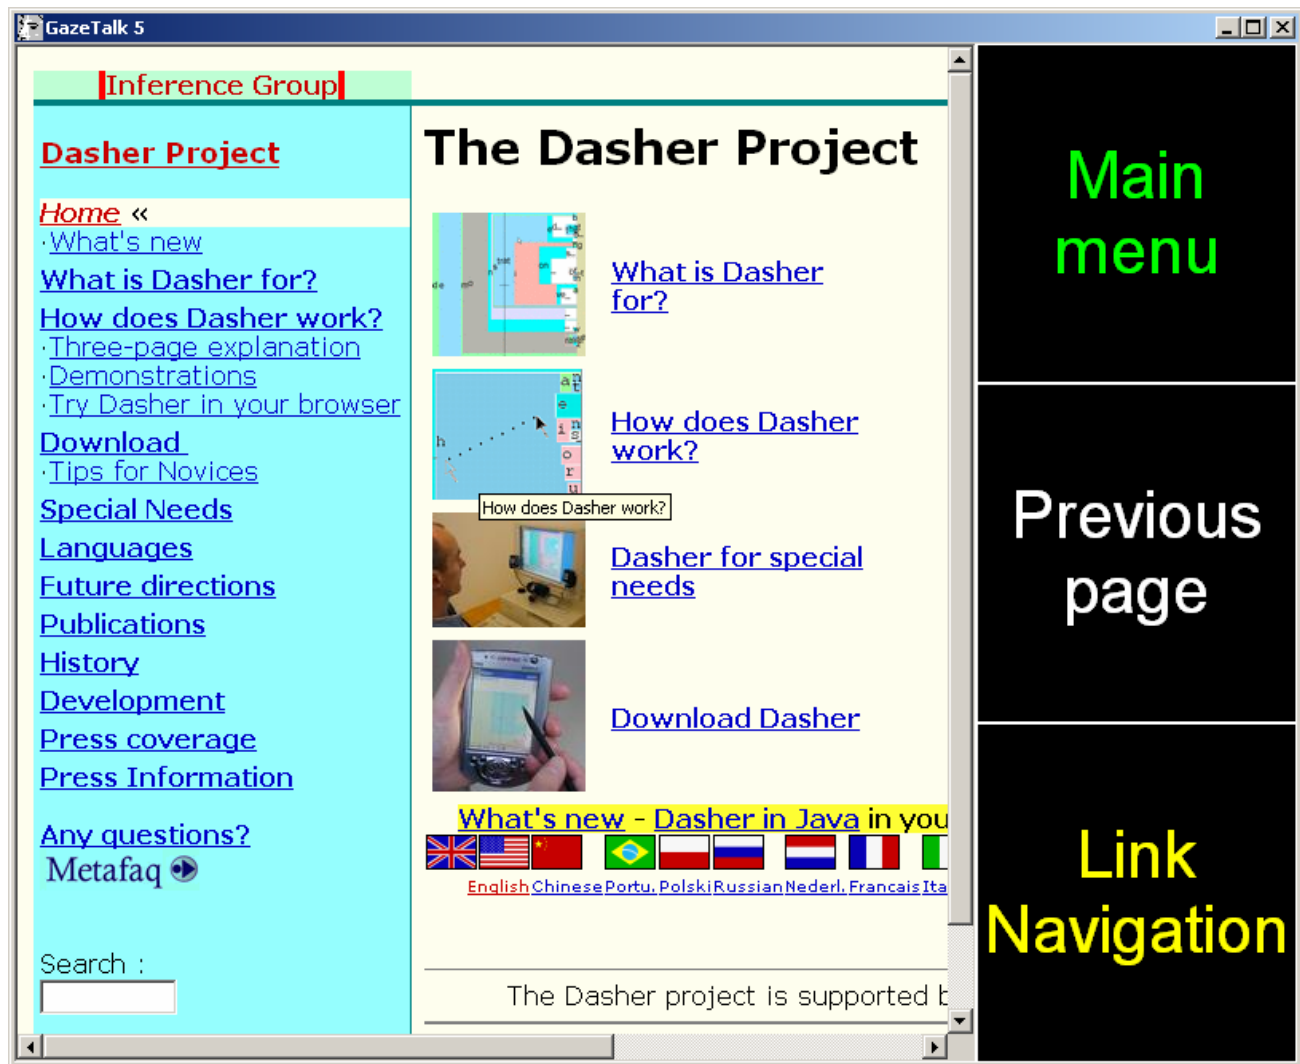 GazeTalk 5
Inference Group
Dasher Project
Home «
·What's new
What is Dasher for?
How does Dasher work?
·Three-page explanation
·Demonstrations
·Try Dasher in your browser
Download
·Tips for Novices
Special Needs
Languages
Future directions
Publications
History
Development
Press coverage
Press Information
Any questions?
Metafaq
Search :
The Dasher Project
What is Dasher
for?
How does Dasher
work?
How does Dasher work?
Dasher for special
needs
Download Dasher
What's new - Dasher in Java in you
English Chinese Portu. Polski Russian Nederl. Francais Ita
The Dasher project is supported b
Main
menu
Previous
page
Link
Navigation